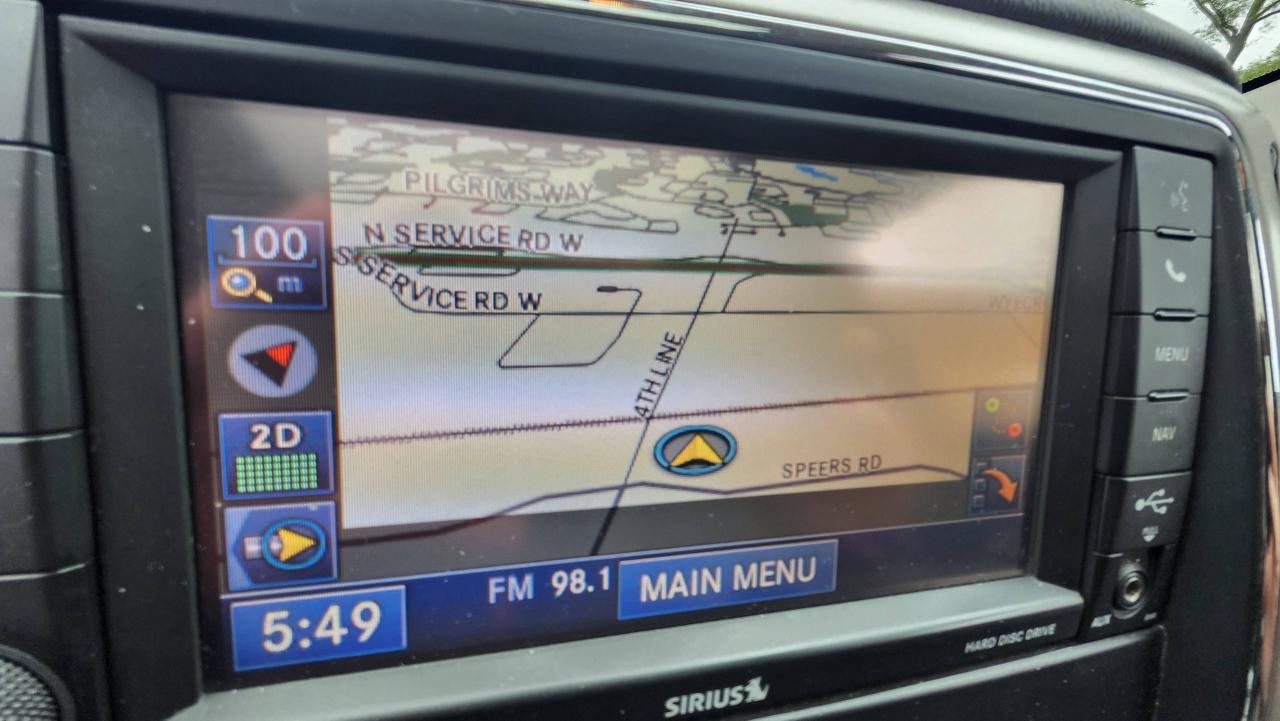 PILGRIMS WAY
N SERVICE RD W
S SERVICE RD W
100
m
4TH LINE
2D
SPEERS RD
FM 98.1
MAIN MENU
5:49
MENU
NAV
AUX
HARD DISC DRIVE
SIRIUS